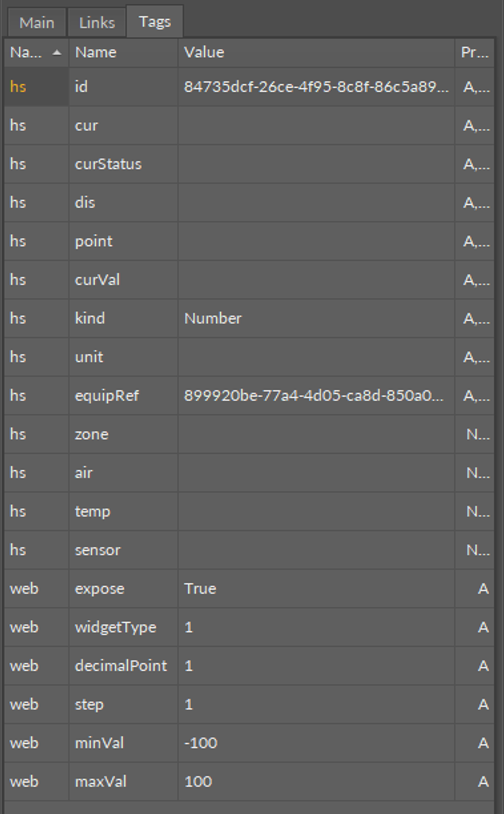 Main Links Tags
Na... Name Value Pr...
hs id 84735dcf-26ce-4f95-8c8f-86c5a89... A,...
hs cur A,...
hs curStatus A,...
hs dis A,...
hs point A,...
hs curVal A,...
hs kind Number A,...
hs unit A,...
hs equipRef 899920be-77a4-4d05-ca8d-850a0... A,...
hs zone N...
hs air N...
hs temp N...
hs sensor N...
web expose True A
web widgetType 1 A
web decimalPoint 1 A
web step 1 A
web minVal -100 A
web maxVal 100 A